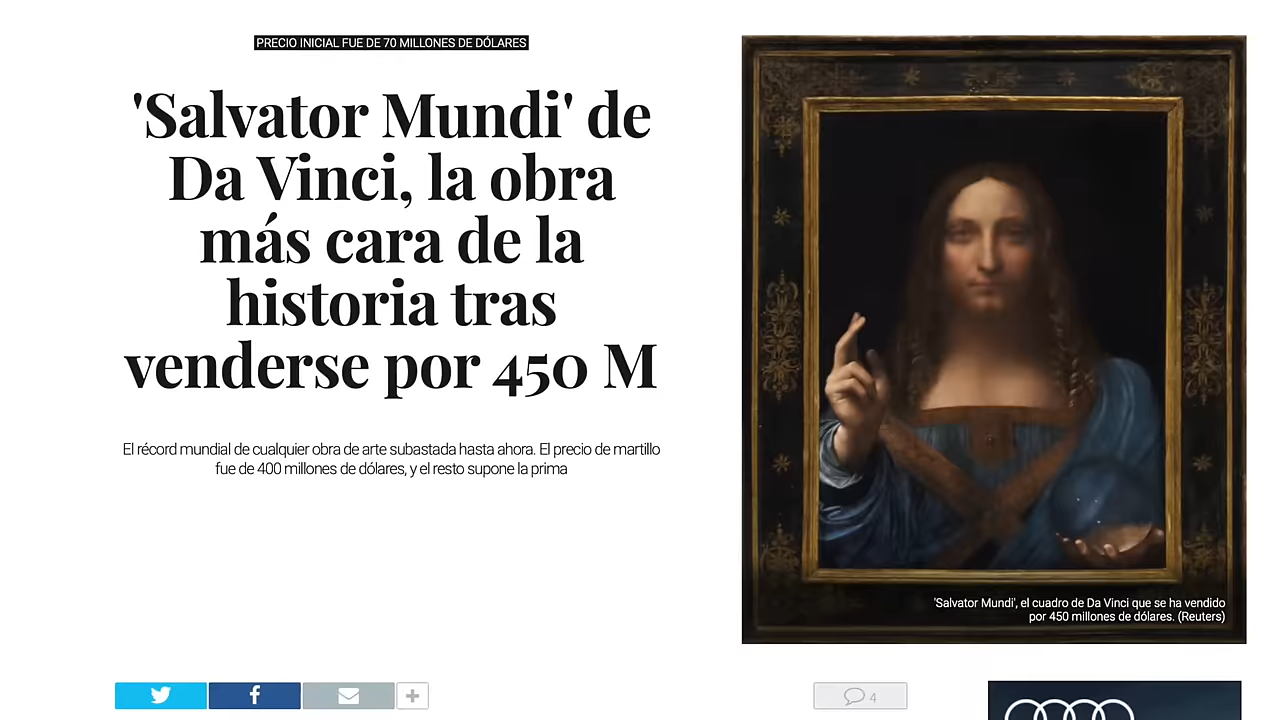 PRECIO INICIAL FUE DE 70 MILLONES DE DÓLARES
'Salvator Mundi' de
Da Vinci, la obra
más cara de la
historia tras
venderse por 450 M
El récord mundial de cualquier obra de arte subastada hasta ahora. El precio de martillo
fue de 400 millones de dólares, y el resto supone la prima
'Salvator Mundi', el cuadro de Da Vinci que se ha vendido
por 450 millones de dólares. (Reuters)
4